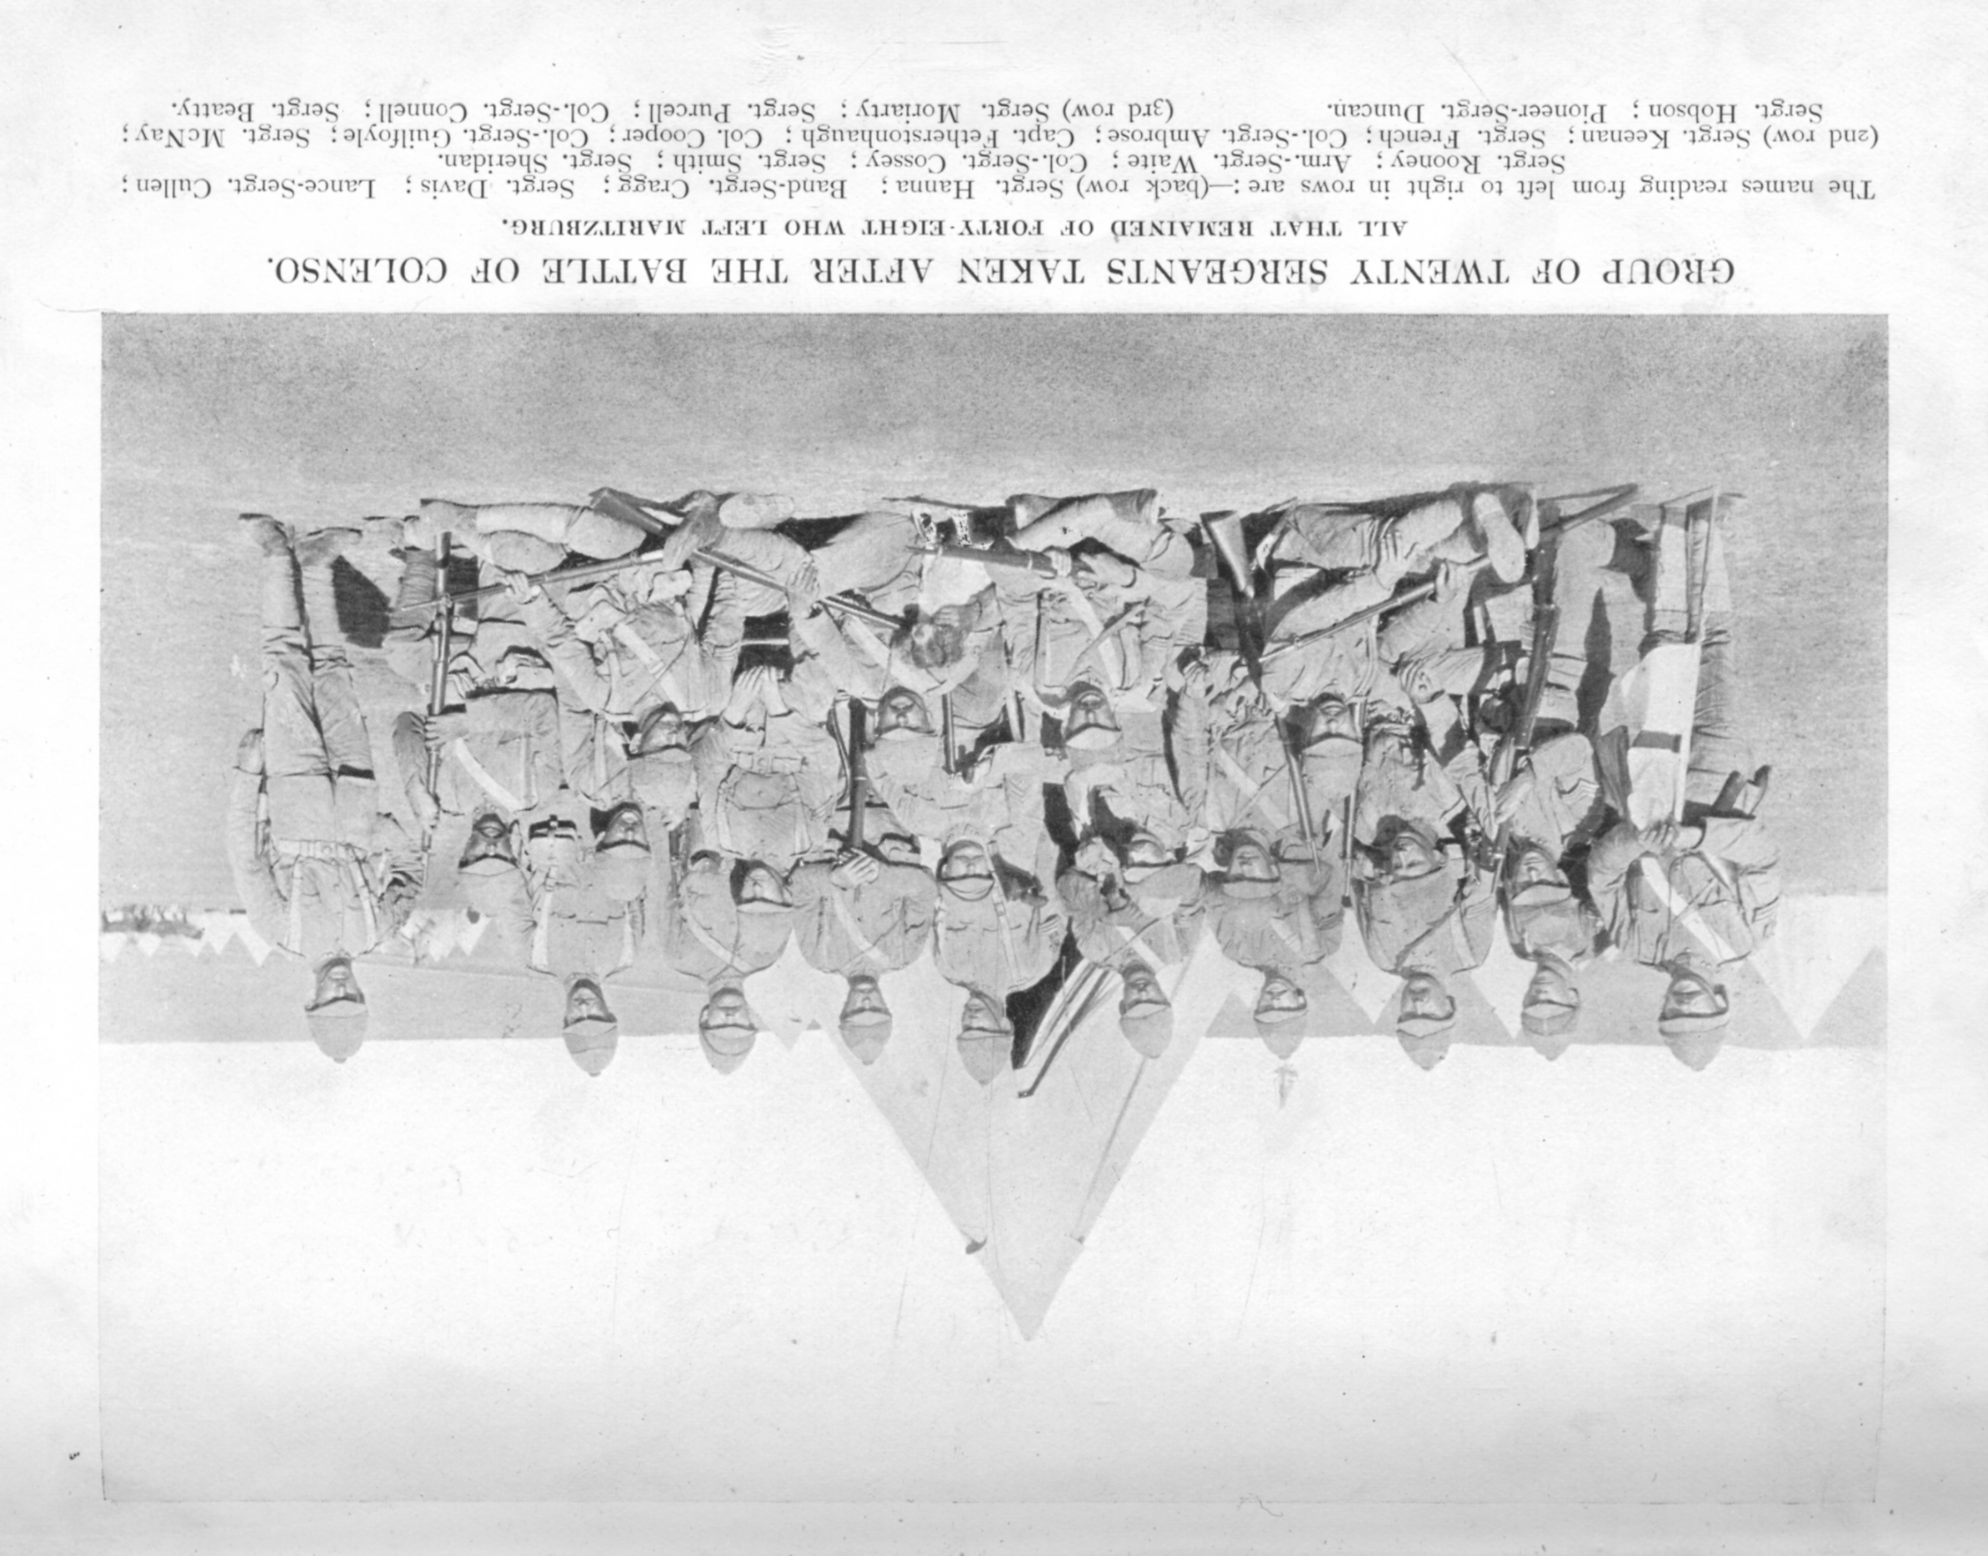 GROUP OF TWENTY SERGEANTS TAKEN AFTER THE BATTLE OF COLENSO.
ALL THAT REMAINED OF FORTY-EIGHT WHO LEFT MARITZBURG.
The names reading from left to right in rows are :—(back row) Sergt. Hanna ; Band-Sergt. Cragg ; Sergt. Davis ; Lance-Sergt. Cullen ;
Sergt. Rooney ; Arm.-Sergt. Waite ; Col.-Sergt. Cossey ; Sergt. Smith ; Sergt. Sheridan.
(2nd row) Sergt. Keenan ; Sergt. French ; Col.-Sergt. Ambrose ; Capt. Fetherstonhaugh ; Col. Cooper ; Col.-Sergt. Guilfoyle ; Sergt. McNay ;
Sergt. Hobson ; Pioneer-Sergt. Duncan. (3rd row) Sergt. Moriarty ; Sergt. Purcell ; Col.-Sergt. Connell ; Sergt. Beatty.